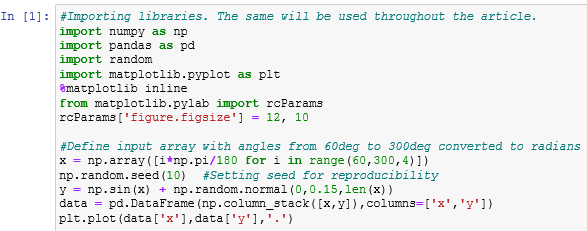 In [1]: #Importing libraries. The same will be used throughout the article.
import numpy as np
import pandas as pd
import random
import matplotlib.pyplot as plt
%matplotlib inline
from matplotlib.pylab import rcParams
rcParams['figure.figsize'] = 12, 10

#Define input array with angles from 60deg to 300deg converted to radians
x = np.array([i*np.pi/180 for i in range(60,300,4)])
np.random.seed(10)  #Setting seed for reproducibility
y = np.sin(x) + np.random.normal(0,0.15,len(x))
data = pd.DataFrame(np.column_stack([x,y]),columns=['x','y'])
plt.plot(data['x'],data['y'],'.')